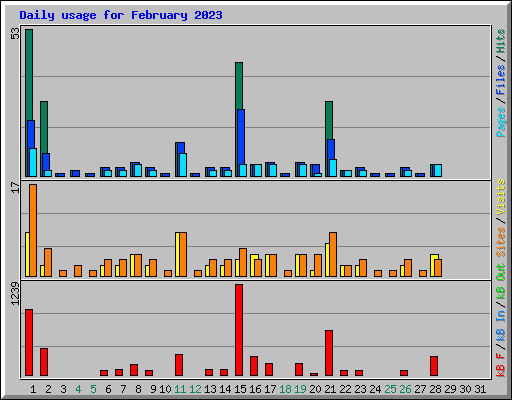 Daily usage for February 2023
53
17
1239
Pages / Files / Hits
Sites / Visits
kB F / kB In / kB Out
1 2 3 4 5 6 7 8 9 10 11 12 13 14 15 16 17 18 19 20 21 22 23 24 25 26 27 28 29 30 31